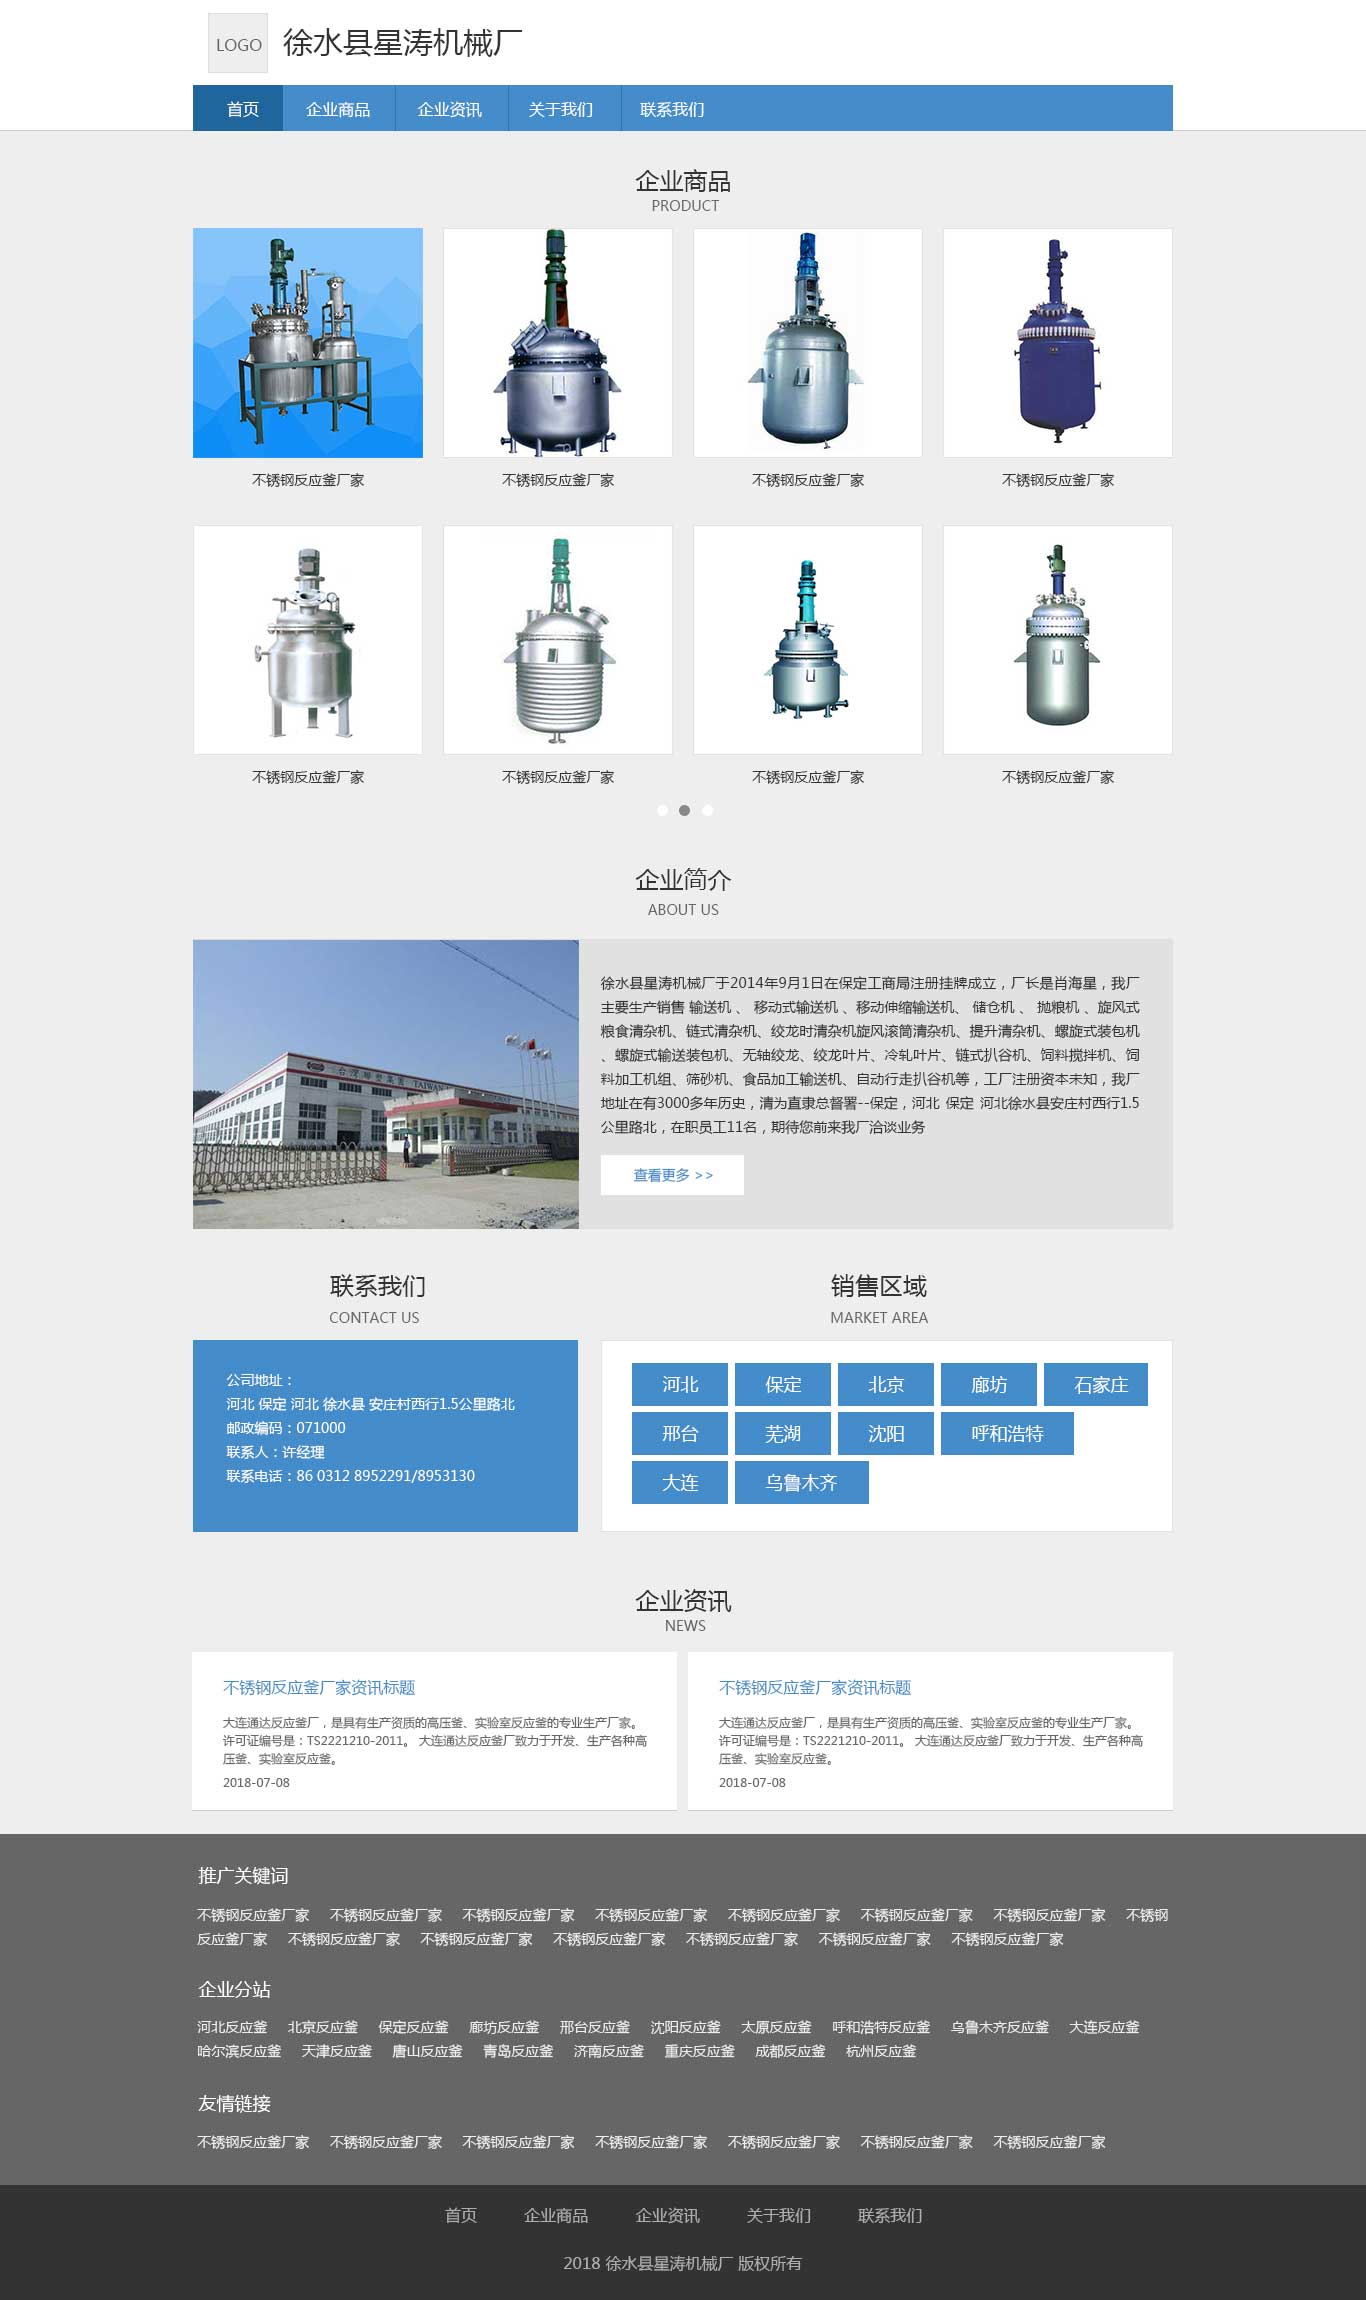 LOGO
徐水县星涛机械厂
首页 企业商品 企业资讯 关于我们 联系我们
企业商品
PRODUCT
不锈钢反应釜厂家 不锈钢反应釜厂家 不锈钢反应釜厂家 不锈钢反应釜厂家
不锈钢反应釜厂家 不锈钢反应釜厂家 不锈钢反应釜厂家 不锈钢反应釜厂家
企业简介
ABOUT US
台灣聯塑集團 TAIWAN
徐水县星涛机械厂于2014年9月1日在保定工商局注册挂牌成立，厂长是肖海星，我厂
主要生产销售 输送机 、 移动式输送机 、移动伸缩输送机、 储仓机 、 抛粮机 、旋风式
粮食清杂机、链式清杂机、绞龙时清杂机旋风滚筒清杂机、提升清杂机、螺旋式装包机
、螺旋式输送装包机、无轴绞龙、绞龙叶片、冷轧叶片、链式扒谷机、饲料搅拌机、饲
料加工机组、筛砂机、食品加工输送机、自动行走扒谷机等，工厂注册资本未知，我厂
地址在有3000多年历史，清为直隶总督署--保定，河北 保定 河北徐水县安庄村西行1.5
公里路北，在职员工11名，期待您前来我厂洽谈业务
查看更多 >>
联系我们
CONTACT US
公司地址：
河北 保定 河北 徐水县 安庄村西行1.5公里路北
邮政编码：071000
联系人：许经理
联系电话：86 0312 8952291/8953130
销售区域
MARKET AREA
河北 保定 北京 廊坊 石家庄
邢台 芜湖 沈阳 呼和浩特
大连 乌鲁木齐
企业资讯
NEWS
不锈钢反应釜厂家资讯标题
大连通达反应釜厂，是具有生产资质的高压釜、实验室反应釜的专业生产厂家。
许可证编号是：TS2221210-2011。 大连通达反应釜厂致力于开发、生产各种高
压釜、实验室反应釜。
2018-07-08
不锈钢反应釜厂家资讯标题
大连通达反应釜厂，是具有生产资质的高压釜、实验室反应釜的专业生产厂家。
许可证编号是：TS2221210-2011。 大连通达反应釜厂致力于开发、生产各种高
压釜、实验室反应釜。
2018-07-08
推广关键词
不锈钢反应釜厂家 不锈钢反应釜厂家 不锈钢反应釜厂家 不锈钢反应釜厂家 不锈钢反应釜厂家 不锈钢反应釜厂家 不锈钢反应釜厂家 不锈钢
反应釜厂家 不锈钢反应釜厂家 不锈钢反应釜厂家 不锈钢反应釜厂家 不锈钢反应釜厂家 不锈钢反应釜厂家 不锈钢反应釜厂家
企业分站
河北反应釜 北京反应釜 保定反应釜 廊坊反应釜 邢台反应釜 沈阳反应釜 太原反应釜 呼和浩特反应釜 乌鲁木齐反应釜 大连反应釜
哈尔滨反应釜 天津反应釜 唐山反应釜 青岛反应釜 济南反应釜 重庆反应釜 成都反应釜 杭州反应釜
友情链接
不锈钢反应釜厂家 不锈钢反应釜厂家 不锈钢反应釜厂家 不锈钢反应釜厂家 不锈钢反应釜厂家 不锈钢反应釜厂家 不锈钢反应釜厂家
首页 企业商品 企业资讯 关于我们 联系我们
2018 徐水县星涛机械厂 版权所有